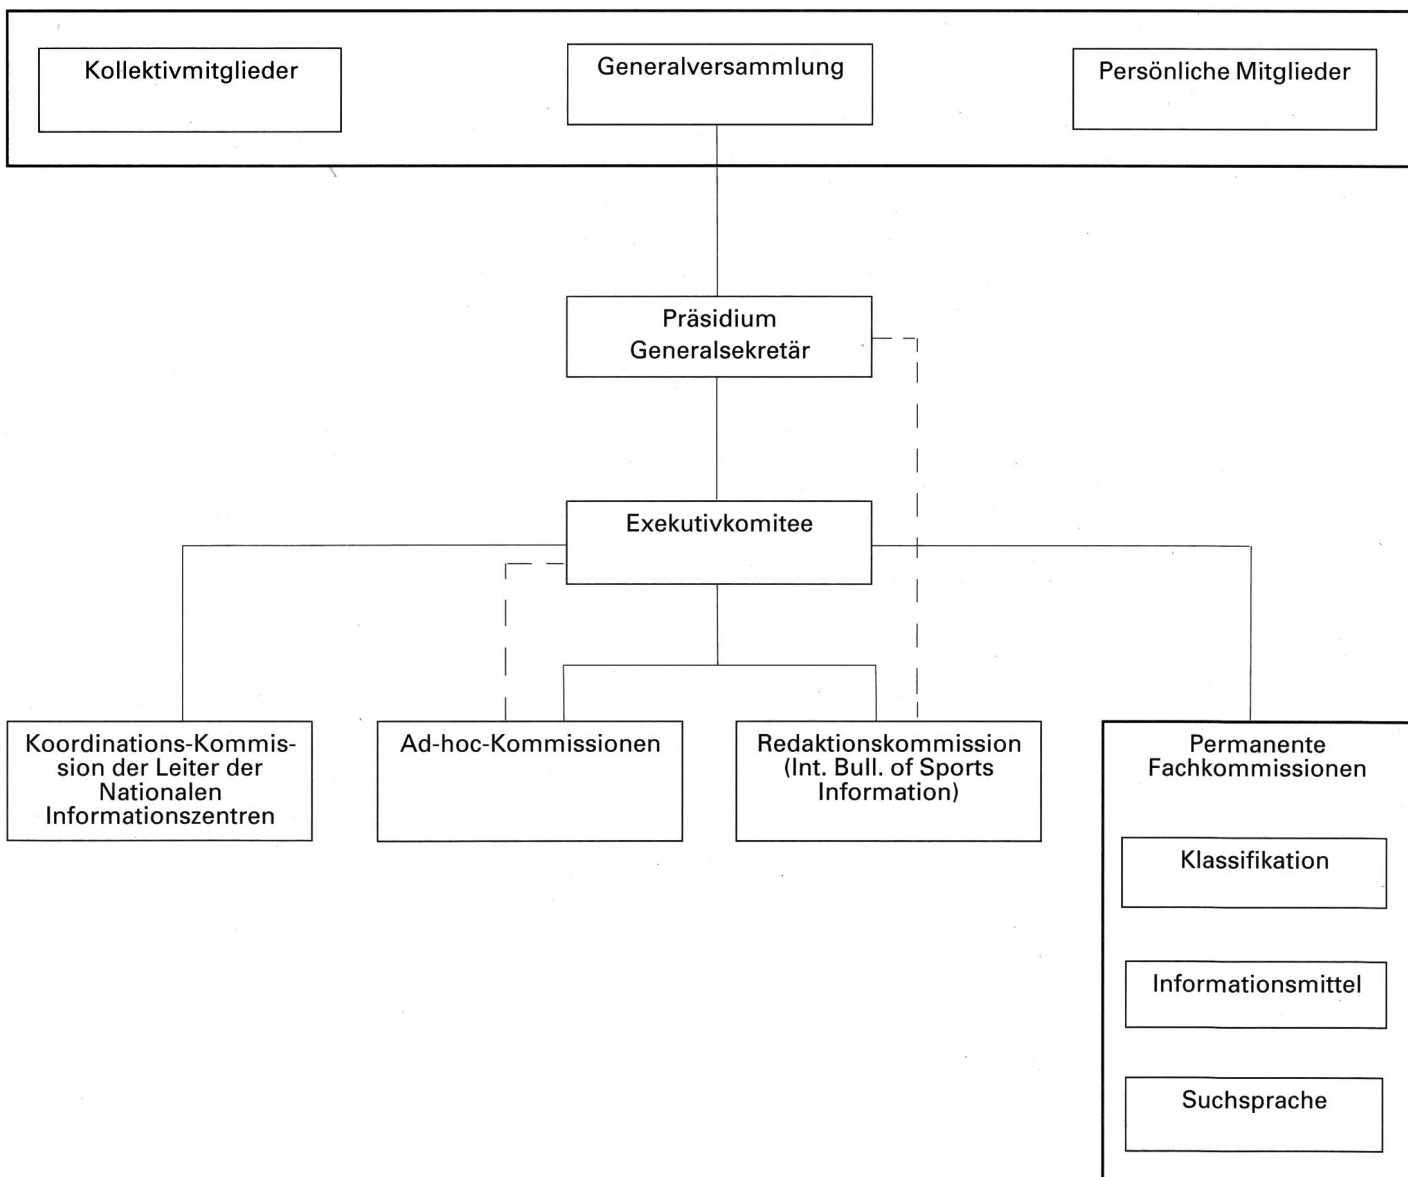 Kollektivmitglieder
Generalversammlung
Persönliche Mitglieder
Präsidium
Generalsekretär
Exekutivkomitee
Koordinations-Kommis-
sion der Leiter der
Nationalen
Informationszentren
Ad-hoc-Kommissionen
Redaktionskommission
(Int. Bull. of Sports
Information)
Permanente
Fachkommissionen
Klassifikation
Informationsmittel
Suchsprache